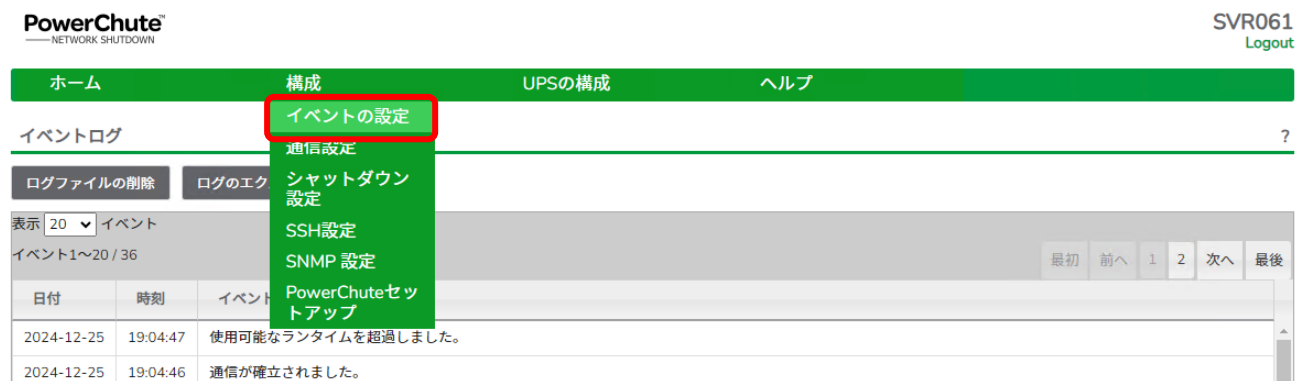 PowerChute™
NETWORK SHUTDOWN
SVR061
Logout
ホーム 構成 UPSの構成 ヘルプ
イベントの設定
通信設定
シャットダウン
設定
SSH設定
SNMP 設定
PowerChuteセッ
トアップ
イベントログ ?
ログファイルの削除 ログのエク
表示 20 イベント
イベント1～20 / 36
最初 前へ 1 2 次へ 最後
日付 時刻 イベント
2024-12-25 19:04:47 使用可能なランタイムを超過しました。
2024-12-25 19:04:46 通信が確立されました。